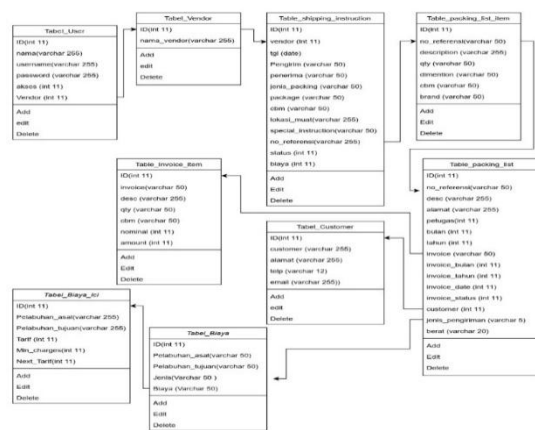 Tabel_User
ID(int 11)
nama(varchar 255)
username(varchar 255)
password (varchar 255)
akses (int 11)
Vendor (int 11)
Add
edit
Delete
Tabel_Vendor
ID(int 11)
nama_vendor(varchar 255)
Add
edit
Delete
Table_shipping_instruction
ID(int 11)
vendor (int 11)
tgl (date)
Pengirim (varchar 50)
penerima (varchar 50)
jenis_packing (varchar 50)
package (varchar 50)
cbm (varchar 50)
lokasi_muat(varchar 255)
special_instruction(varchar 50)
no_referensi(varchar 255)
status (int 11)
biaya (int 11)
Add
Edit
Delete
Table_packing_list_item
ID(int 11)
no_referensi(varchar 50)
description (varchar 255)
qty (varchar 50)
dimention (varchar 50)
cbm (varchar 50)
brand (varchar 50)
Add
Edit
Delete
Table_Invoice_Item
ID(int 11)
invoice(varchar 50)
desc (varchar 255)
qty (varchar 50)
nominal (int 11)
amount (int 11)
Add
Edit
Delete
Tabel_Customer
ID(int 11)
customer (varchar 255)
alamat (varchar 255)
telp (varchar 12)
email (varchar 255))
Add
edit
Delete
Table_packing_list
ID(int 11)
no_referensi(varchar 50)
desc (varchar 255)
alamat (varchar 255)
petugas(int 11)
bulan (int 11)
tahun (int 11)
invoice (varchar 50)
invoice_bulan (int 11)
invoice_tahun (int 11)
invoice_date (int 11)
invoice_status (int 11)
customer (int 11)
jenis_pengiriman (varchar 5)
berat (varchar 20)
Add
Edit
Delete
Tabel_Biaya_lcl
ID(int 11)
Pelabuhan_asal(varchar 255)
Pelabuhan_tujuan(varchar 255)
Tarif (int 11)
Min_charges(int 11)
Next_Tarif(int 11)
Add
Edit
Delete
Tabel_Biaya
ID(int 11)
Pelabuhan_asal(varchar 50)
Pelabuhan_tujuan(varchar 50)
Jenis(Varchar 50 )
Biaya (Varchar 50)
Add
Edit
Delete